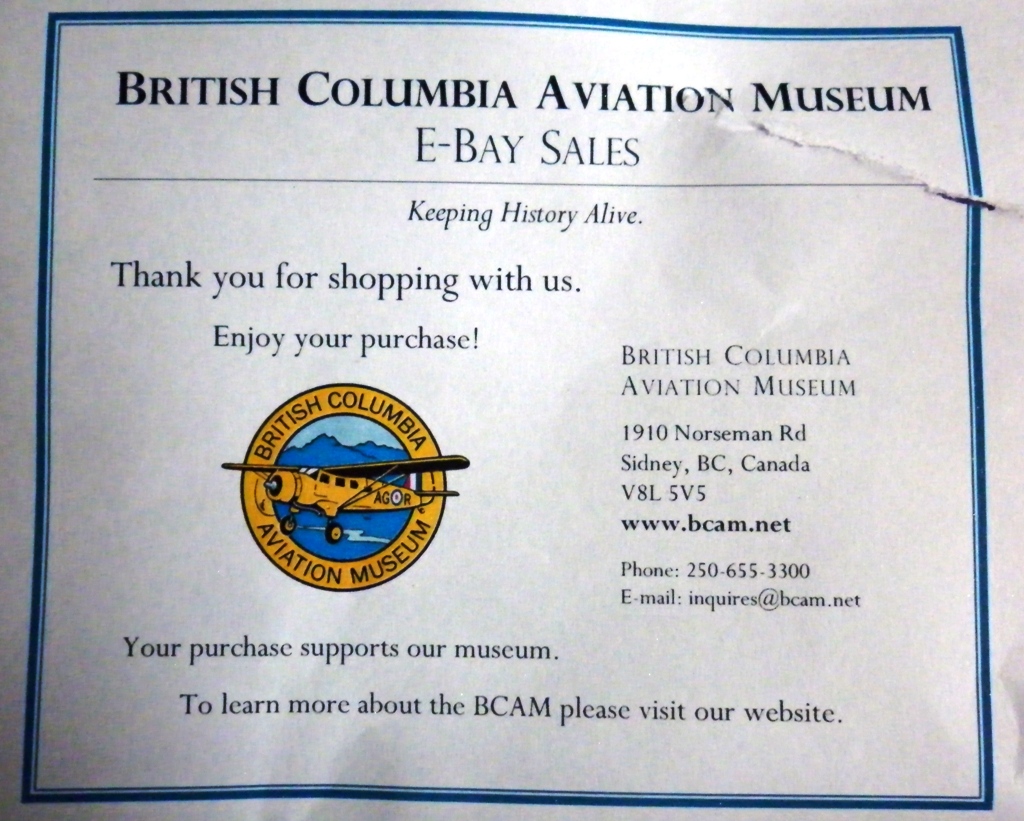 BRITISH COLUMBIA AVIATION MUSEUM
E-BAY SALES
Keeping History Alive.
Thank you for shopping with us.
Enjoy your purchase!
BRITISH COLUMBIA
AVIATION MUSEUM
AG R
BRITISH COLUMBIA
AVIATION MUSEUM
1910 Norseman Rd
Sidney, BC, Canada
V8L 5V5
www.bcam.net
Phone: 250-655-3300
E-mail: inquires@bcam.net
Your purchase supports our museum.
To learn more about the BCAM please visit our website.